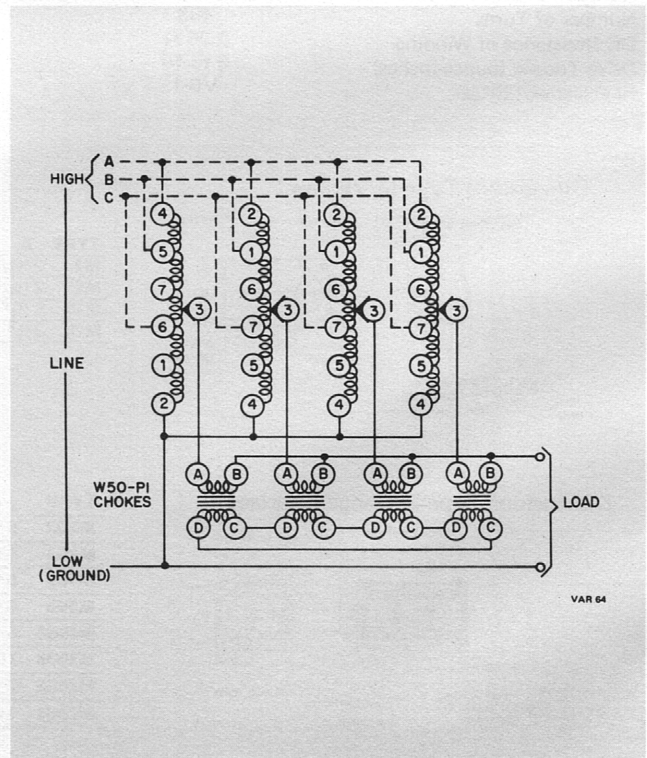 HIGH { A
B
C
4 2 2 2
5 1 1 1
7 6 6 6
3 3 3 3
6 7 7 7
1 5 5 5
2 4 4 4
LINE
W50-P1
CHOKES
A B A B A B A B
D C D C D C D C
LOAD
LOW
(GROUND)
VAR 64